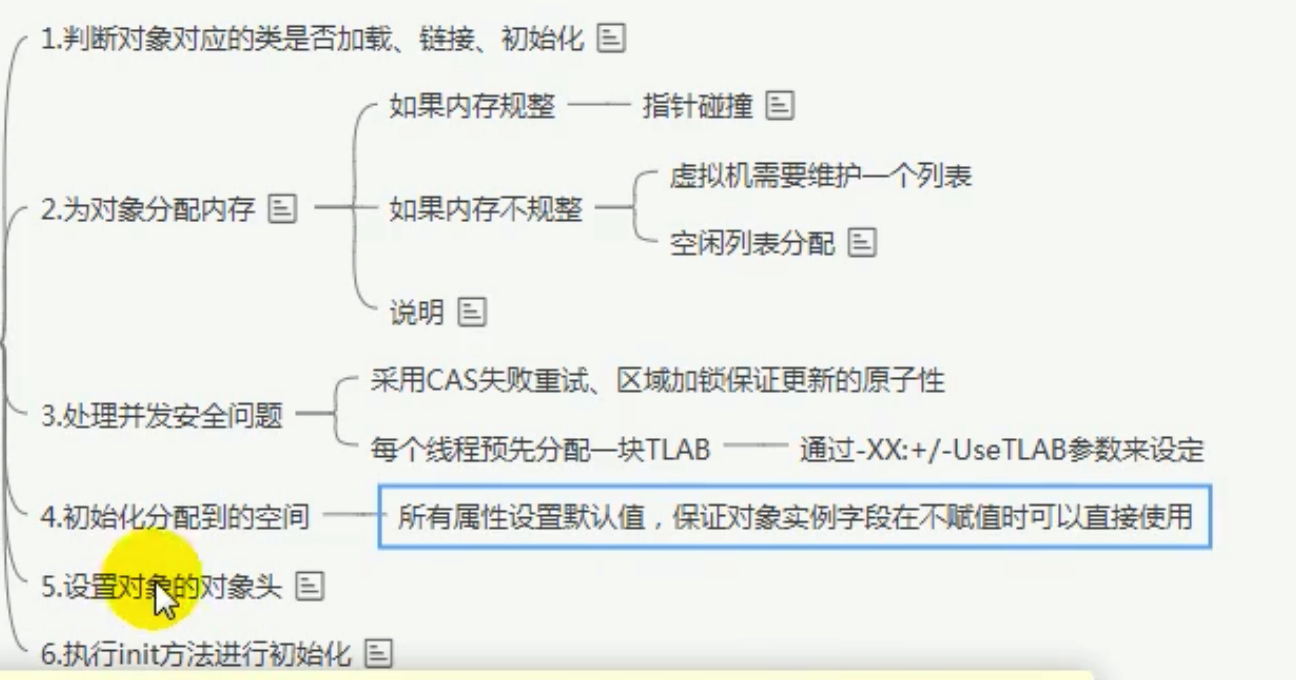 1.判断对象对应的类是否加载、链接、初始化
如果内存规整
指针碰撞
虚拟机需要维护一个列表
2.为对象分配内存
如果内存不规整
空闲列表分配
说明
采用CAS失败重试、区域加锁保证更新的原子性
3.处理并发安全问题
每个线程预先分配一块TLAB
通过-XX:+/-UseTLAB参数来设定
4.初始化分配到的空间
所有属性设置默认值，保证对象实例字段在不赋值时可以直接使用
5.设置对象的对象头
6.执行init方法进行初始化